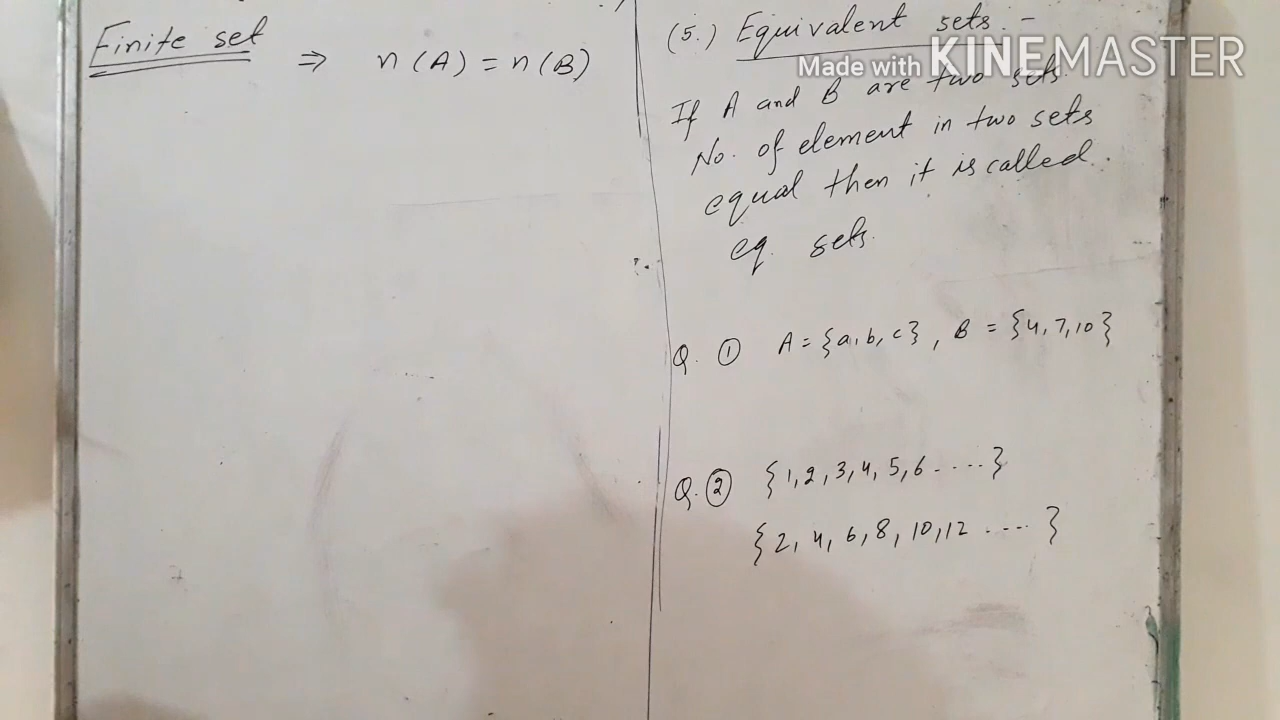 Finite set ⇒ n(A) = n(B)
(5.) Equivalent sets. -
Made with KINEMASTER
If A and B are two sets
No. of element in two sets
equal then it is called.
eq. sets.
Q. ① A = {a, b, c}, B = {4, 7, 10}
Q. ② {1, 2, 3, 4, 5, 6 .....}
{2, 4, 6, 8, 10, 12 ..... }